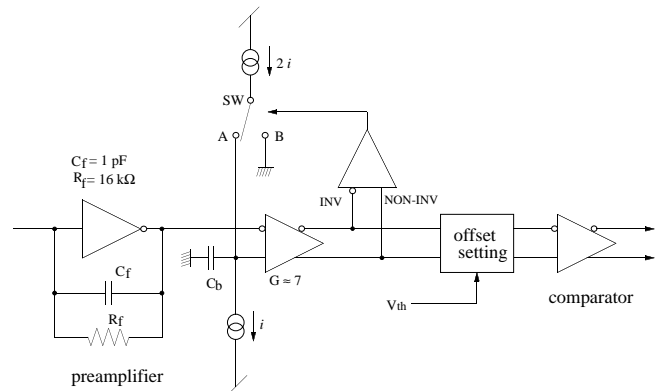 2 i
SW
A
B
Cf = 1 pF
Rf = 16 kΩ
INV
NON-INV
offset
setting
Cb
G ≈ 7
Cf
Rf
i
Vth
comparator
preamplifier